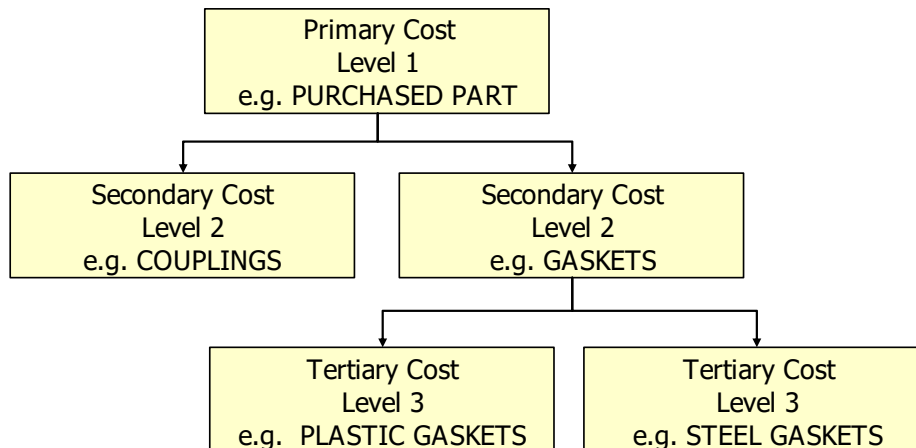 Primary Cost
Level 1
e.g. PURCHASED PART
Secondary Cost
Level 2
e.g. COUPLINGS
Secondary Cost
Level 2
e.g. GASKETS
Tertiary Cost
Level 3
e.g. PLASTIC GASKETS
Tertiary Cost
Level 3
e.g. STEEL GASKETS